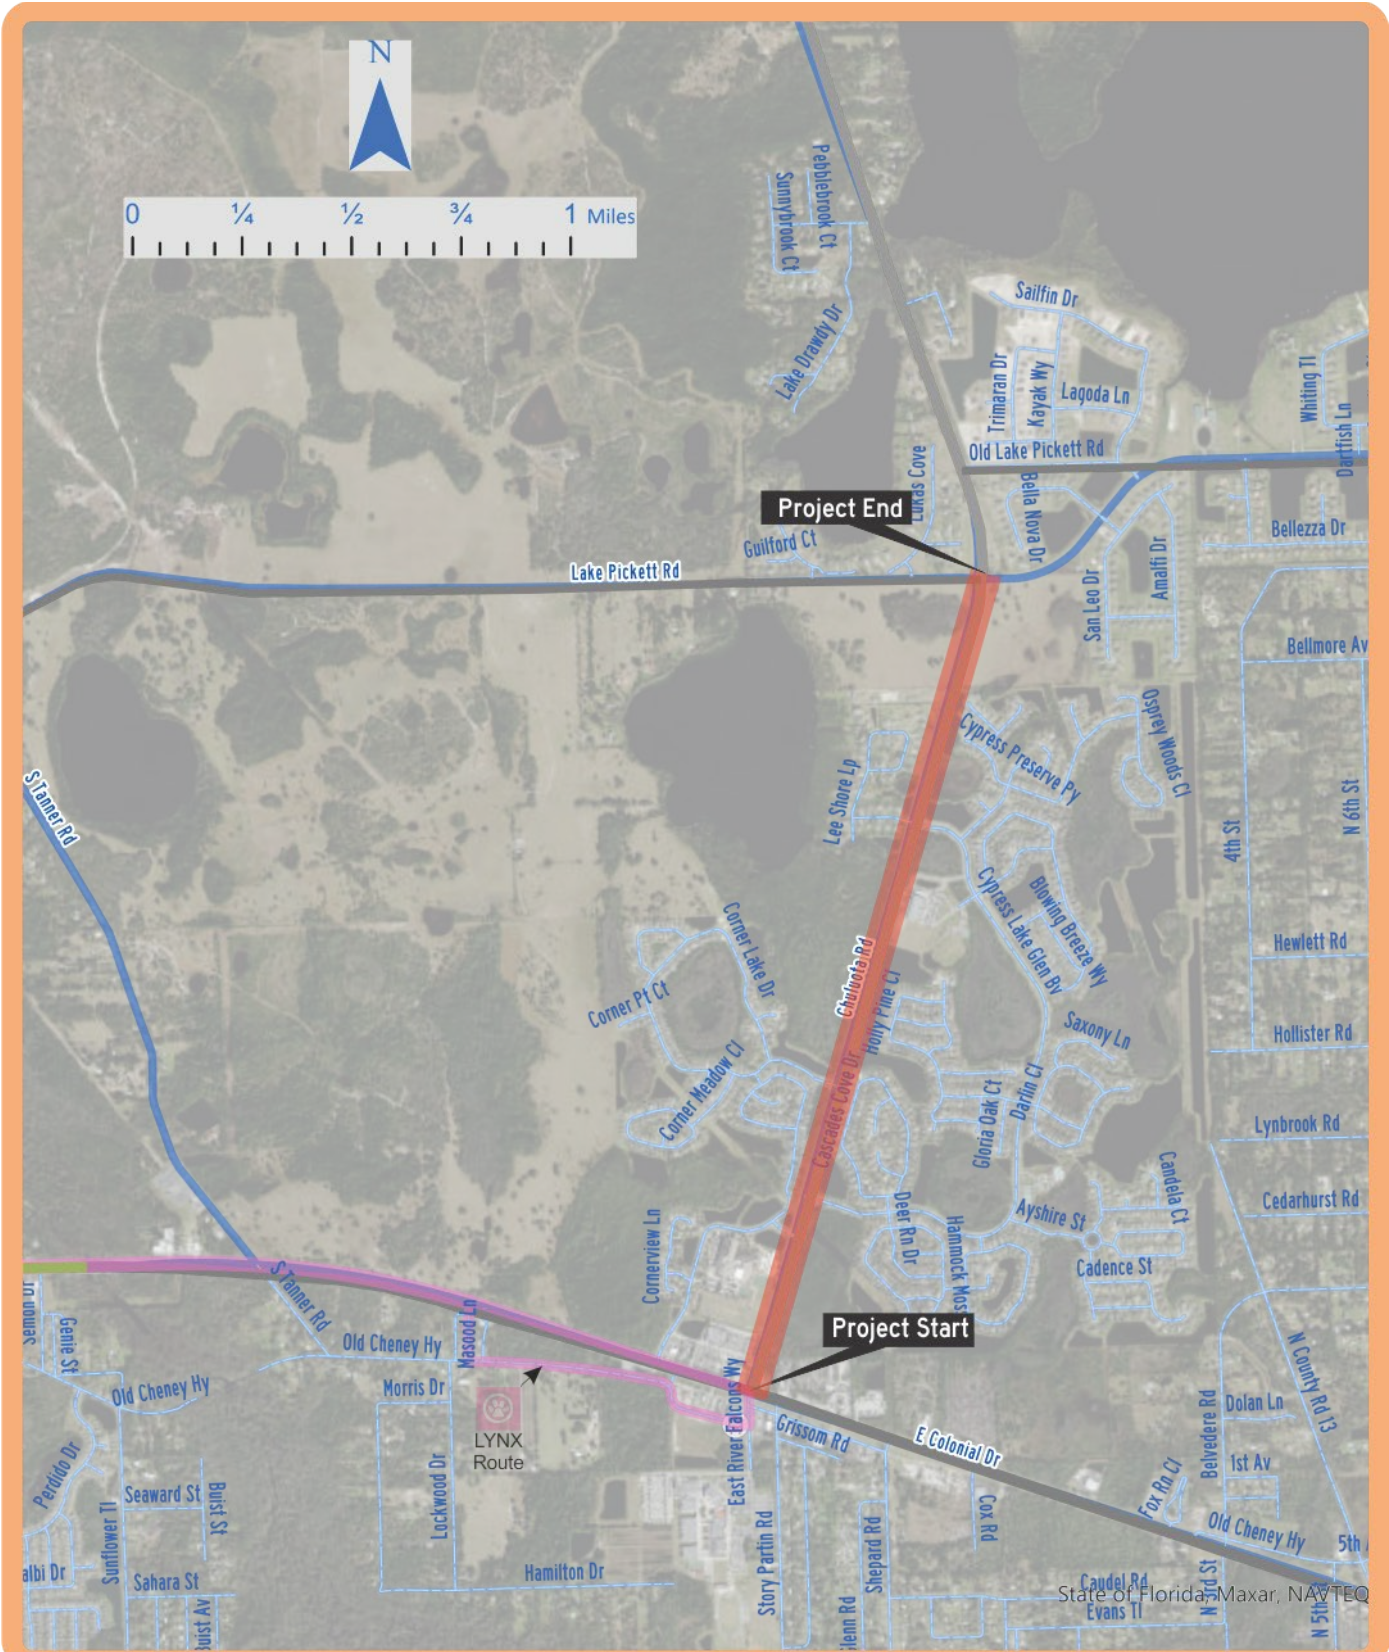 N
0 ¼ ½ ¾ 1 Miles
Pebblebrook Ct
Sunnybrook Ct
Sailfin Dr
Lake Drawdy Dr
Trimaran Dr
Kayak Wy
Lagoda Ln
Whiting Tl
Dartfish Ln
Old Lake Pickett Rd
Lukas Cove
Bella Nova Dr
Project End
Guilford Ct
Bellezza Dr
Lake Pickett Rd
Amalfi Dr
San Leo Dr
Bellmore Av
Osprey Woods Cl
Cypress Preserve Py
S Tanner Rd
Lee Shore Lp
4th St
N 6th St
Cypress Lake Glen Bv
Blowing Breeze Wy
Corner Lake Dr
Chuluota Rd
Hewlett Rd
Corner Pt Ct
Holly Pine Cl
Saxony Ln
Hollister Rd
Corner Meadow Cl
Cascades Cove Dr
Gloria Oak Ct
Darlin Cl
Lynbrook Rd
Candela Ct
Cedarhurst Rd
Cornerview Ln
Deer Rn Dr
Hammock Mos
Ayshire St
Cadence St
S Tanner Rd
Semon Dr
Genie St
Masood Ln
Old Cheney Hy
Project Start
N County Rd 13
Old Cheney Hy
Morris Dr
LYNX
Route
East River Falcons Wy
Grissom Rd
E Colonial Dr
Belvedere Rd
Dolan Ln
1st Av
Perdido Dr
Seaward St
Buist St
Sunflower Tl
Lockwood Dr
Fox Rn Cl
Cox Rd
Old Cheney Hy
5th
Story Partin Rd
Shepard Rd
albi Dr
Sahara St
Hamilton Dr
Caudel Rd
State of Florida, Maxar, NAVTEQ
Evans Tl
Buist Av
lenn Rd
N 3rd St
N 5th